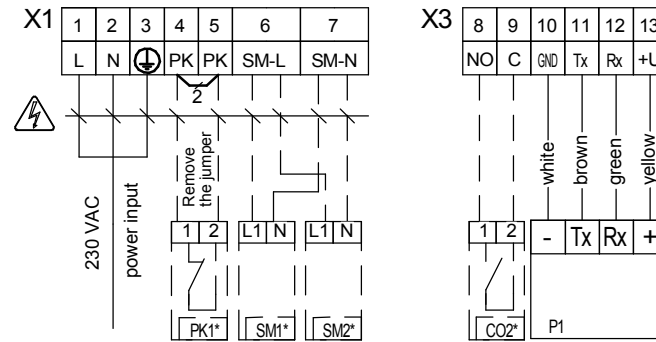 X1 1 2 3 4 5 6 7
L N PK PK SM-L SM-N
2
Remove
the jumper
230 VAC
power input
1 2 L1 N L1 N
PK1* SM1* SM2*
X3 8 9 10 11 12 13
NO C GND Tx Rx +U
white
brown
green
yellow
1 2 - Tx Rx +
CO2* P1